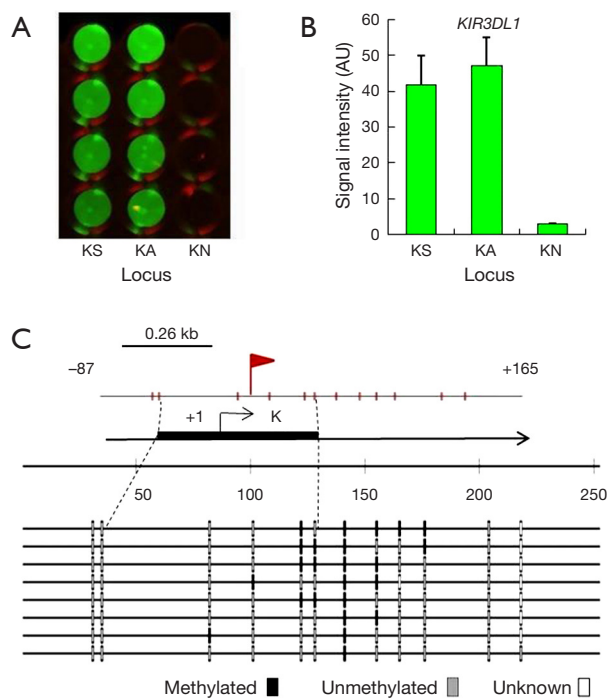 A
KS KA KN
Locus
B
KIR3DL1
Signal intensity (AU)
60
50
40
30
20
10
0
KS KA KN
Locus
C
0.26 kb
–87 +165
+1 K
50 100 150 200 250
Methylated Unmethylated Unknown